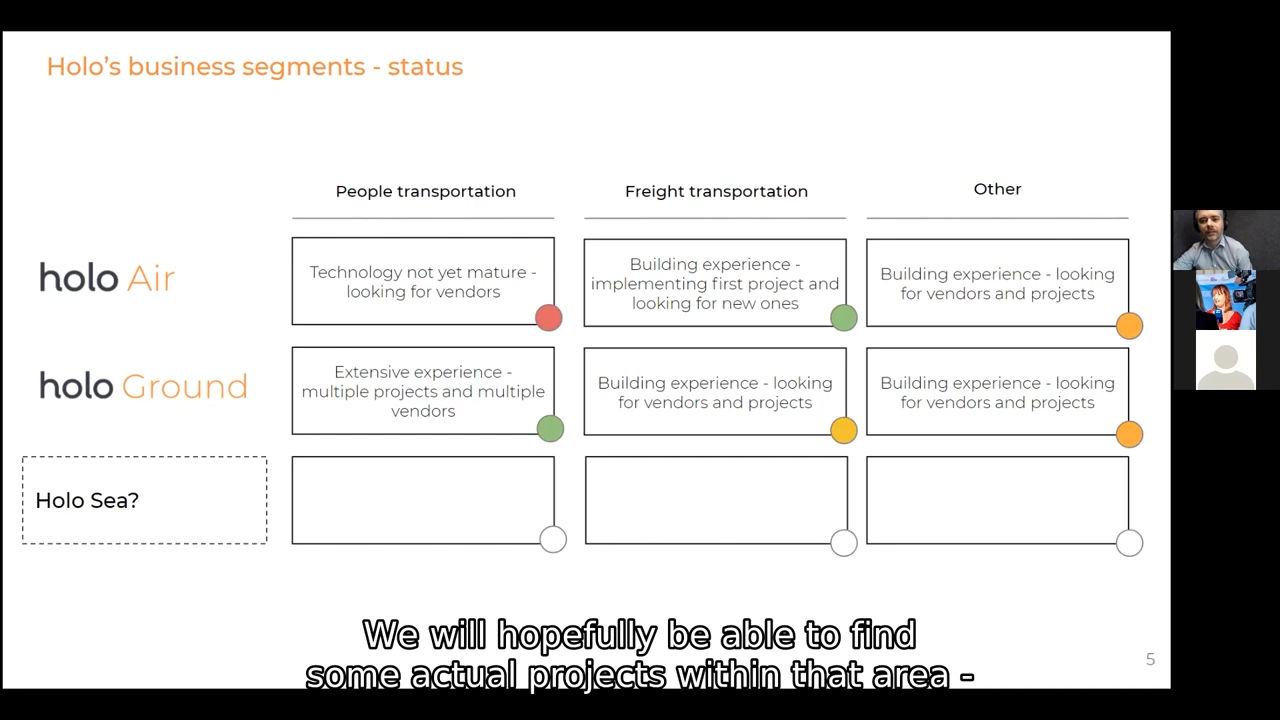 Holo's business segments - status
People transportation
Freight transportation
Other
holo Air
Technology not yet mature -
looking for vendors
Building experience -
implementing first project and
looking for new ones
Building experience - looking
for vendors and projects
holo Ground
Extensive experience -
multiple projects and multiple
vendors
Building experience - looking
for vendors and projects
Building experience - looking
for vendors and projects
Holo Sea?
We will hopefully be able to find
some actual projects within that area -
5